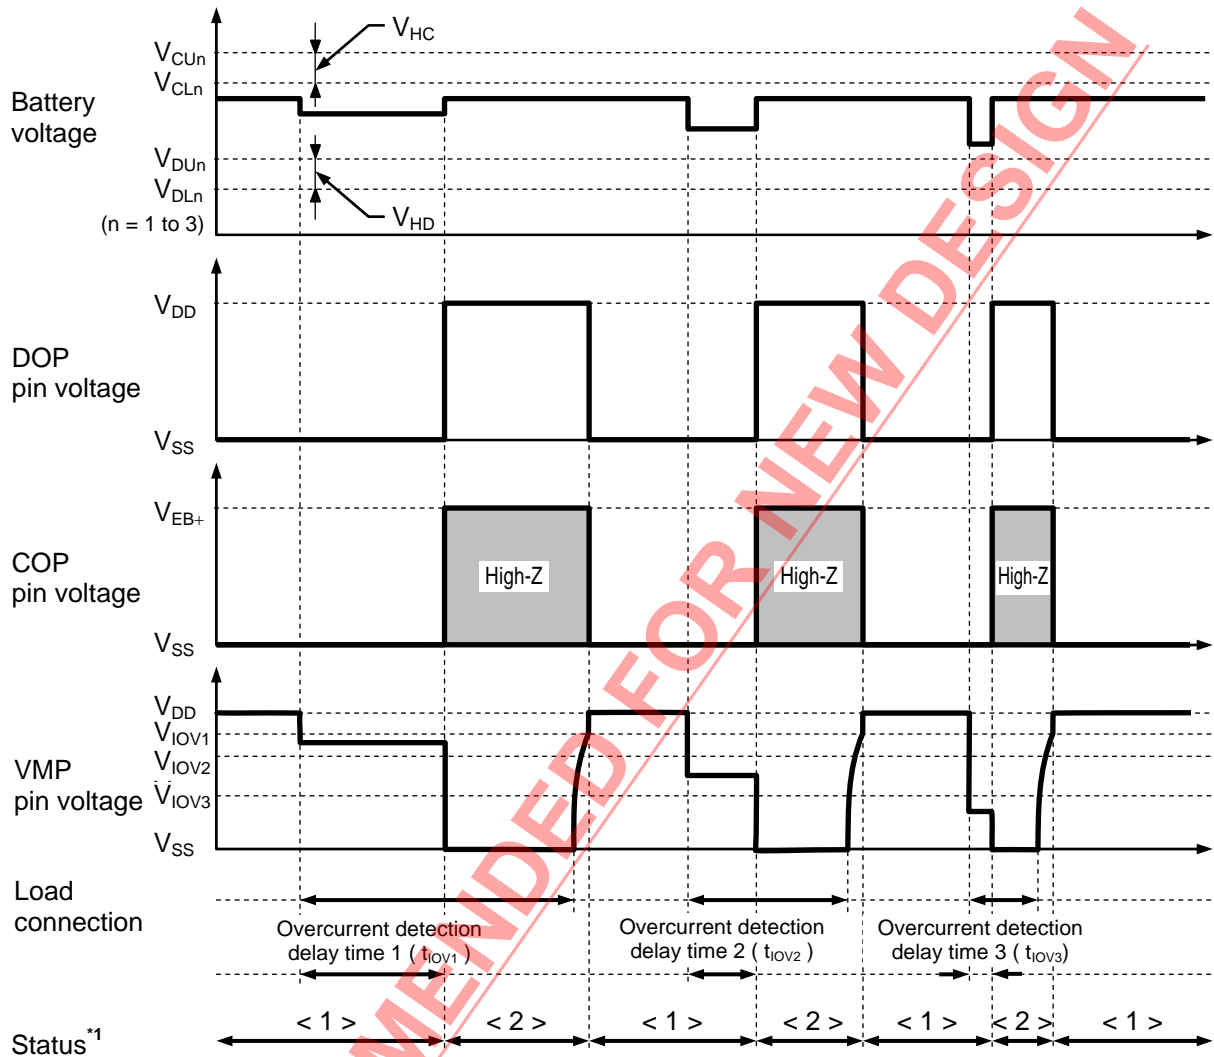 VHC
VCUn
VCLn
Battery
voltage
VDUn
VDLn
(n = 1 to 3)
VHD
VDD
DOP
pin voltage
VSS
VEB+
COP
pin voltage
High-Z
High-Z
High-Z
VSS
VDD
VIOV1
VIOV2
VMP
pin voltage
VIOV3
VSS
Load
connection
Overcurrent detection
delay time 1 ( tIOV1 )
Overcurrent detection
delay time 2 ( tIOV2 )
Overcurrent detection
delay time 3 ( tIOV3)
Status*1
< 1 >
< 2 >
< 1 >
< 2 >
< 1 >
< 2 >
< 1 >
MENDED FOR NEW DESIGN